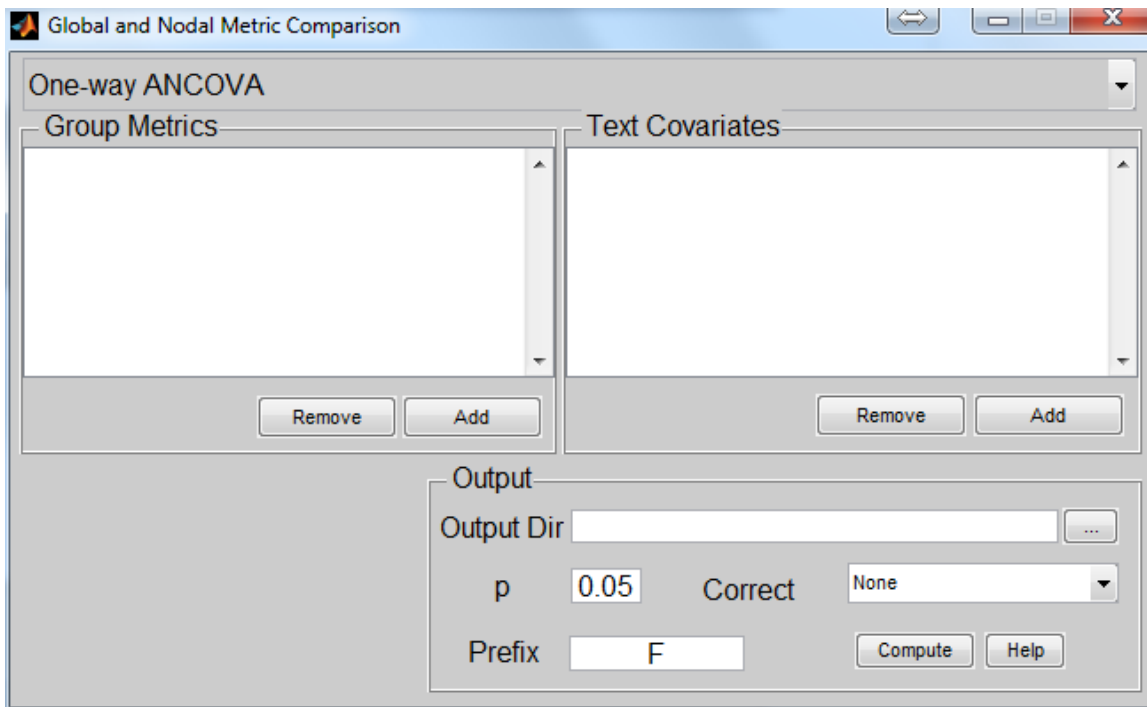 Global and Nodal Metric Comparison
One-way ANCOVA
Group Metrics
Text Covariates
Remove Add
Remove Add
Output
Output Dir ...
p 0.05 Correct None
Prefix F Compute Help